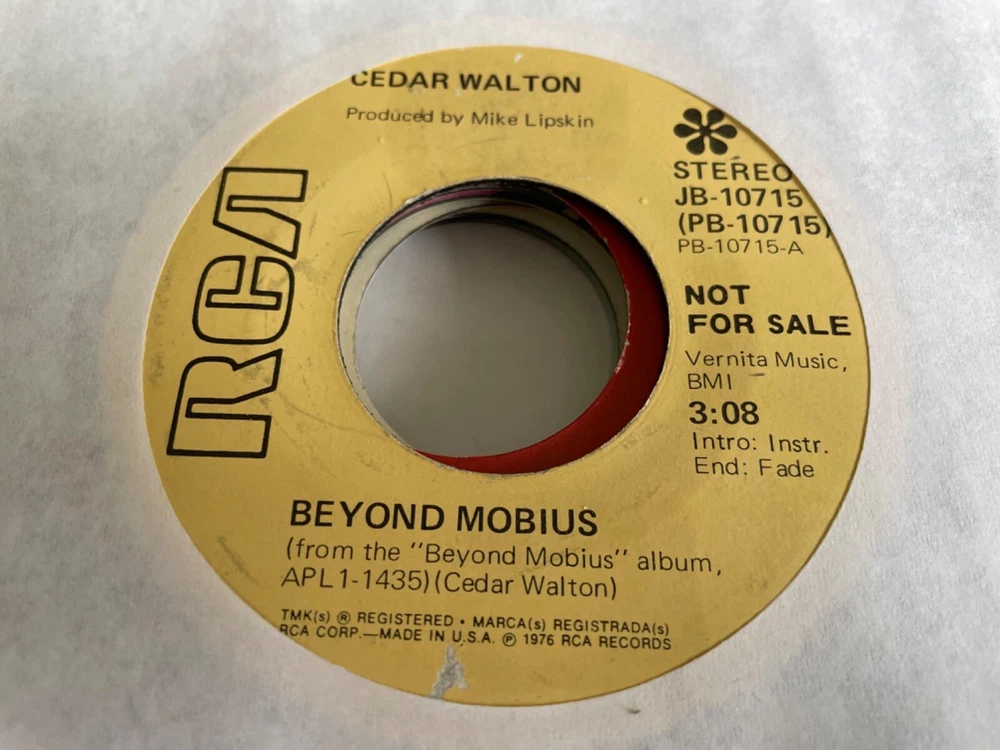 CEDAR WALTON
Produced by Mike Lipskin
RCA
STEREO
JB-10715
(PB-10715)
PB-10715-A
NOT
FOR SALE
Vernita Music,
BMI
3:08
Intro: Instr.
End: Fade
BEYOND MOBIUS
(from the "Beyond Mobius" album,
APL1-1435)(Cedar Walton)
TMK(s) ® REGISTERED • MARCA(s) REGISTRADA(s)
RCA CORP.—MADE IN U.S.A. ℗ 1976 RCA RECORDS